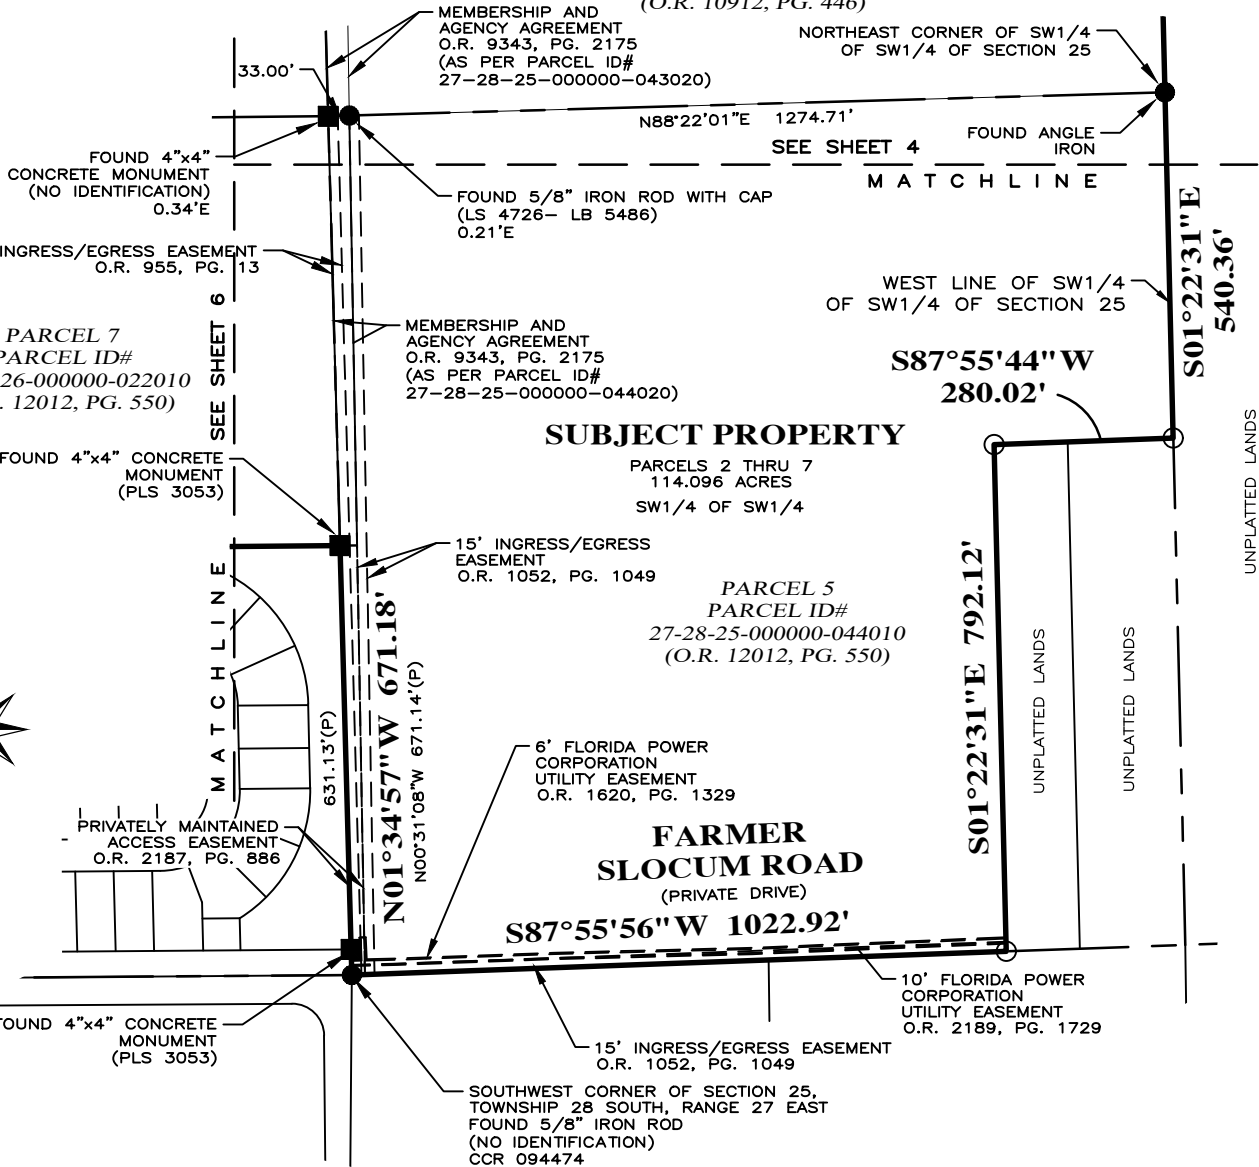 (O.R. 10912, PG. 446)
MEMBERSHIP AND
AGENCY AGREEMENT
O.R. 9343, PG. 2175
(AS PER PARCEL ID#
27-28-25-000000-043020)
NORTHEAST CORNER OF SW1/4
OF SW1/4 OF SECTION 25
33.00'
N88°22'01"E 1274.71'
SEE SHEET 4
FOUND ANGLE
IRON
MATCHLINE
FOUND 4"x4"
CONCRETE MONUMENT
(NO IDENTIFICATION)
0.34'E
FOUND 5/8" IRON ROD WITH CAP
(LS 4726- LB 5486)
0.21'E
S01°22'31"E
540.36'
INGRESS/EGRESS EASEMENT
O.R. 955, PG. 13
WEST LINE OF SW1/4
OF SW1/4 OF SECTION 25
SEE SHEET 6
PARCEL 7
PARCEL ID#
26-000000-022010
12012, PG. 550)
MEMBERSHIP AND
AGENCY AGREEMENT
O.R. 9343, PG. 2175
(AS PER PARCEL ID#
27-28-25-000000-044020)
S87°55'44"W
280.02'
SUBJECT PROPERTY
PARCELS 2 THRU 7
114.096 ACRES
SW1/4 OF SW1/4
UNPLATTED LANDS
FOUND 4"x4" CONCRETE
MONUMENT
(PLS 3053)
15' INGRESS/EGRESS
EASEMENT
O.R. 1052, PG. 1049
MATCHLINE
PARCEL 5
PARCEL ID#
27-28-25-000000-044010
(O.R. 12012, PG. 550)
S01°22'31"E 792.12'
UNPLATTED LANDS
UNPLATTED LANDS
631.13'(P)
N01°34'57"W 671.18'
N00°31'08"W 671.14'(P)
6' FLORIDA POWER
CORPORATION
UTILITY EASEMENT
O.R. 1620, PG. 1329
PRIVATELY MAINTAINED
ACCESS EASEMENT
O.R. 2187, PG. 886
FARMER
SLOCUM ROAD
(PRIVATE DRIVE)
S87°55'56"W 1022.92'
10' FLORIDA POWER
CORPORATION
UTILITY EASEMENT
O.R. 2189, PG. 1729
FOUND 4"x4" CONCRETE
MONUMENT
(PLS 3053)
15' INGRESS/EGRESS EASEMENT
O.R. 1052, PG. 1049
SOUTHWEST CORNER OF SECTION 25,
TOWNSHIP 28 SOUTH, RANGE 27 EAST
FOUND 5/8" IRON ROD
(NO IDENTIFICATION)
CCR 094474